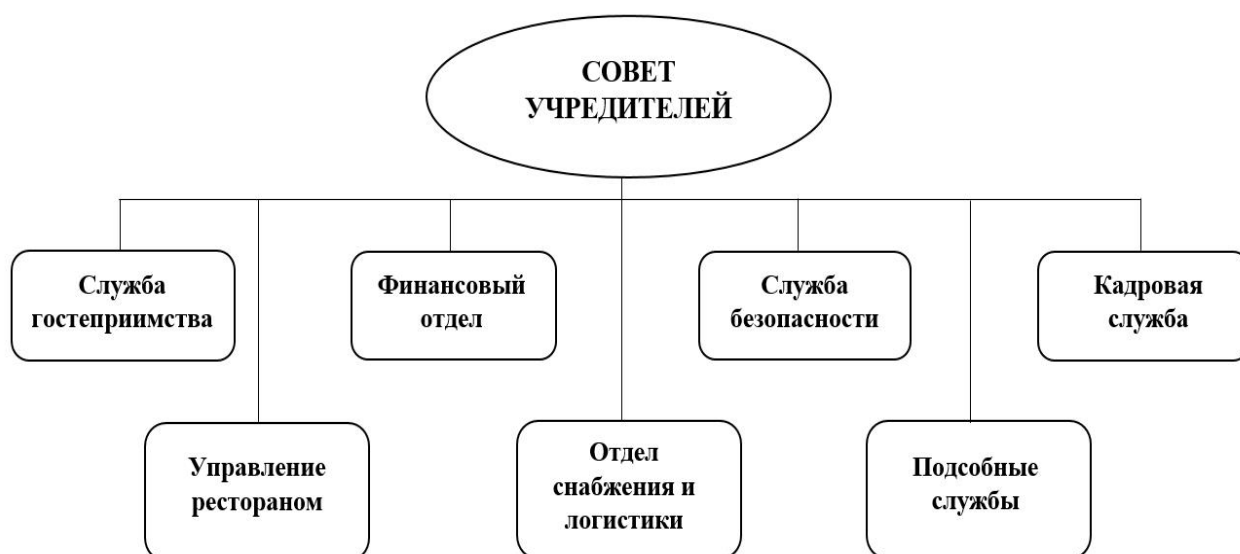 СОВЕТ
УЧРЕДИТЕЛЕЙ
Служба
гостеприимства
Финансовый
отдел
Служба
безопасности
Кадровая
служба
Управление
рестораном
Отдел
снабжения и
логистики
Подсобные
службы